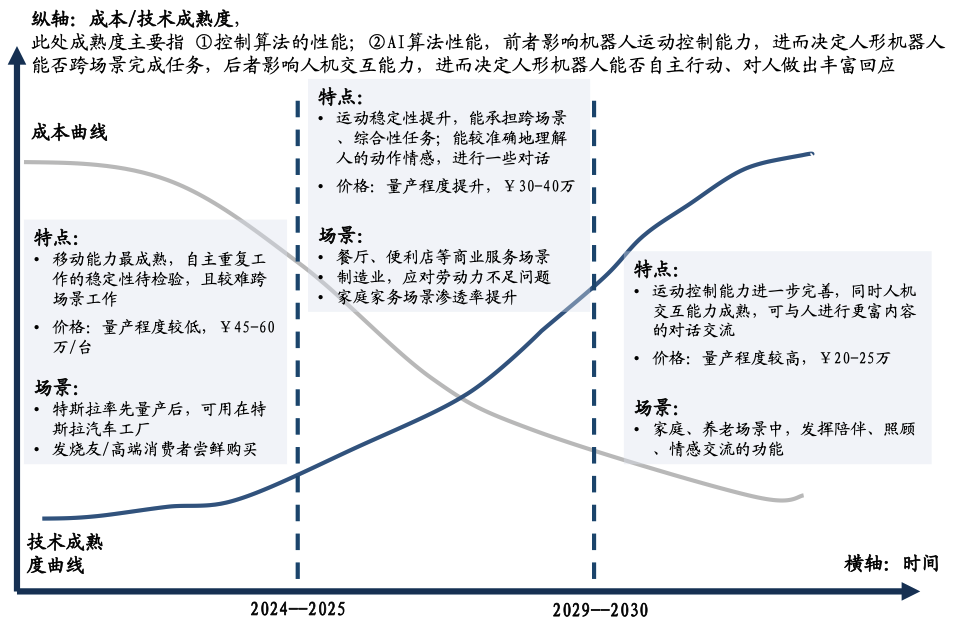 纵轴：成本/技术成熟度，
此处成熟度主要指 ①控制算法的性能；②AI算法性能，前者影响机器人运动控制能力，进而决定人形机器人
能否跨场景完成任务，后者影响人机交互能力，进而决定人形机器人能否自主行动、对人做出丰富回应
成本曲线
特点：
• 移动能力最成熟，自主重复工
作的稳定性待检验，且较难跨
场景工作
• 价格：量产程度较低，￥45-60
万/台
场景：
• 特斯拉率先量产后，可用在特
斯拉汽车工厂
• 发烧友/高端消费者尝鲜购买
特点：
• 运动稳定性提升，能承担跨场景
、综合性任务；能较准确地理解
人的动作情感，进行一些对话
• 价格：量产程度提升，￥30-40万
场景：
• 餐厅、便利店等商业服务场景
• 制造业，应对劳动力不足问题
• 家庭家务场景渗透率提升
特点：
• 运动控制能力进一步完善，同时人机
交互能力成熟，可与人进行更富内容
的对话交流
• 价格：量产程度较高，￥20-25万
场景：
• 家庭、养老场景中，发挥陪伴、照顾
、情感交流的功能
技术成熟
度曲线
横轴：时间
2024——2025
2029——2030